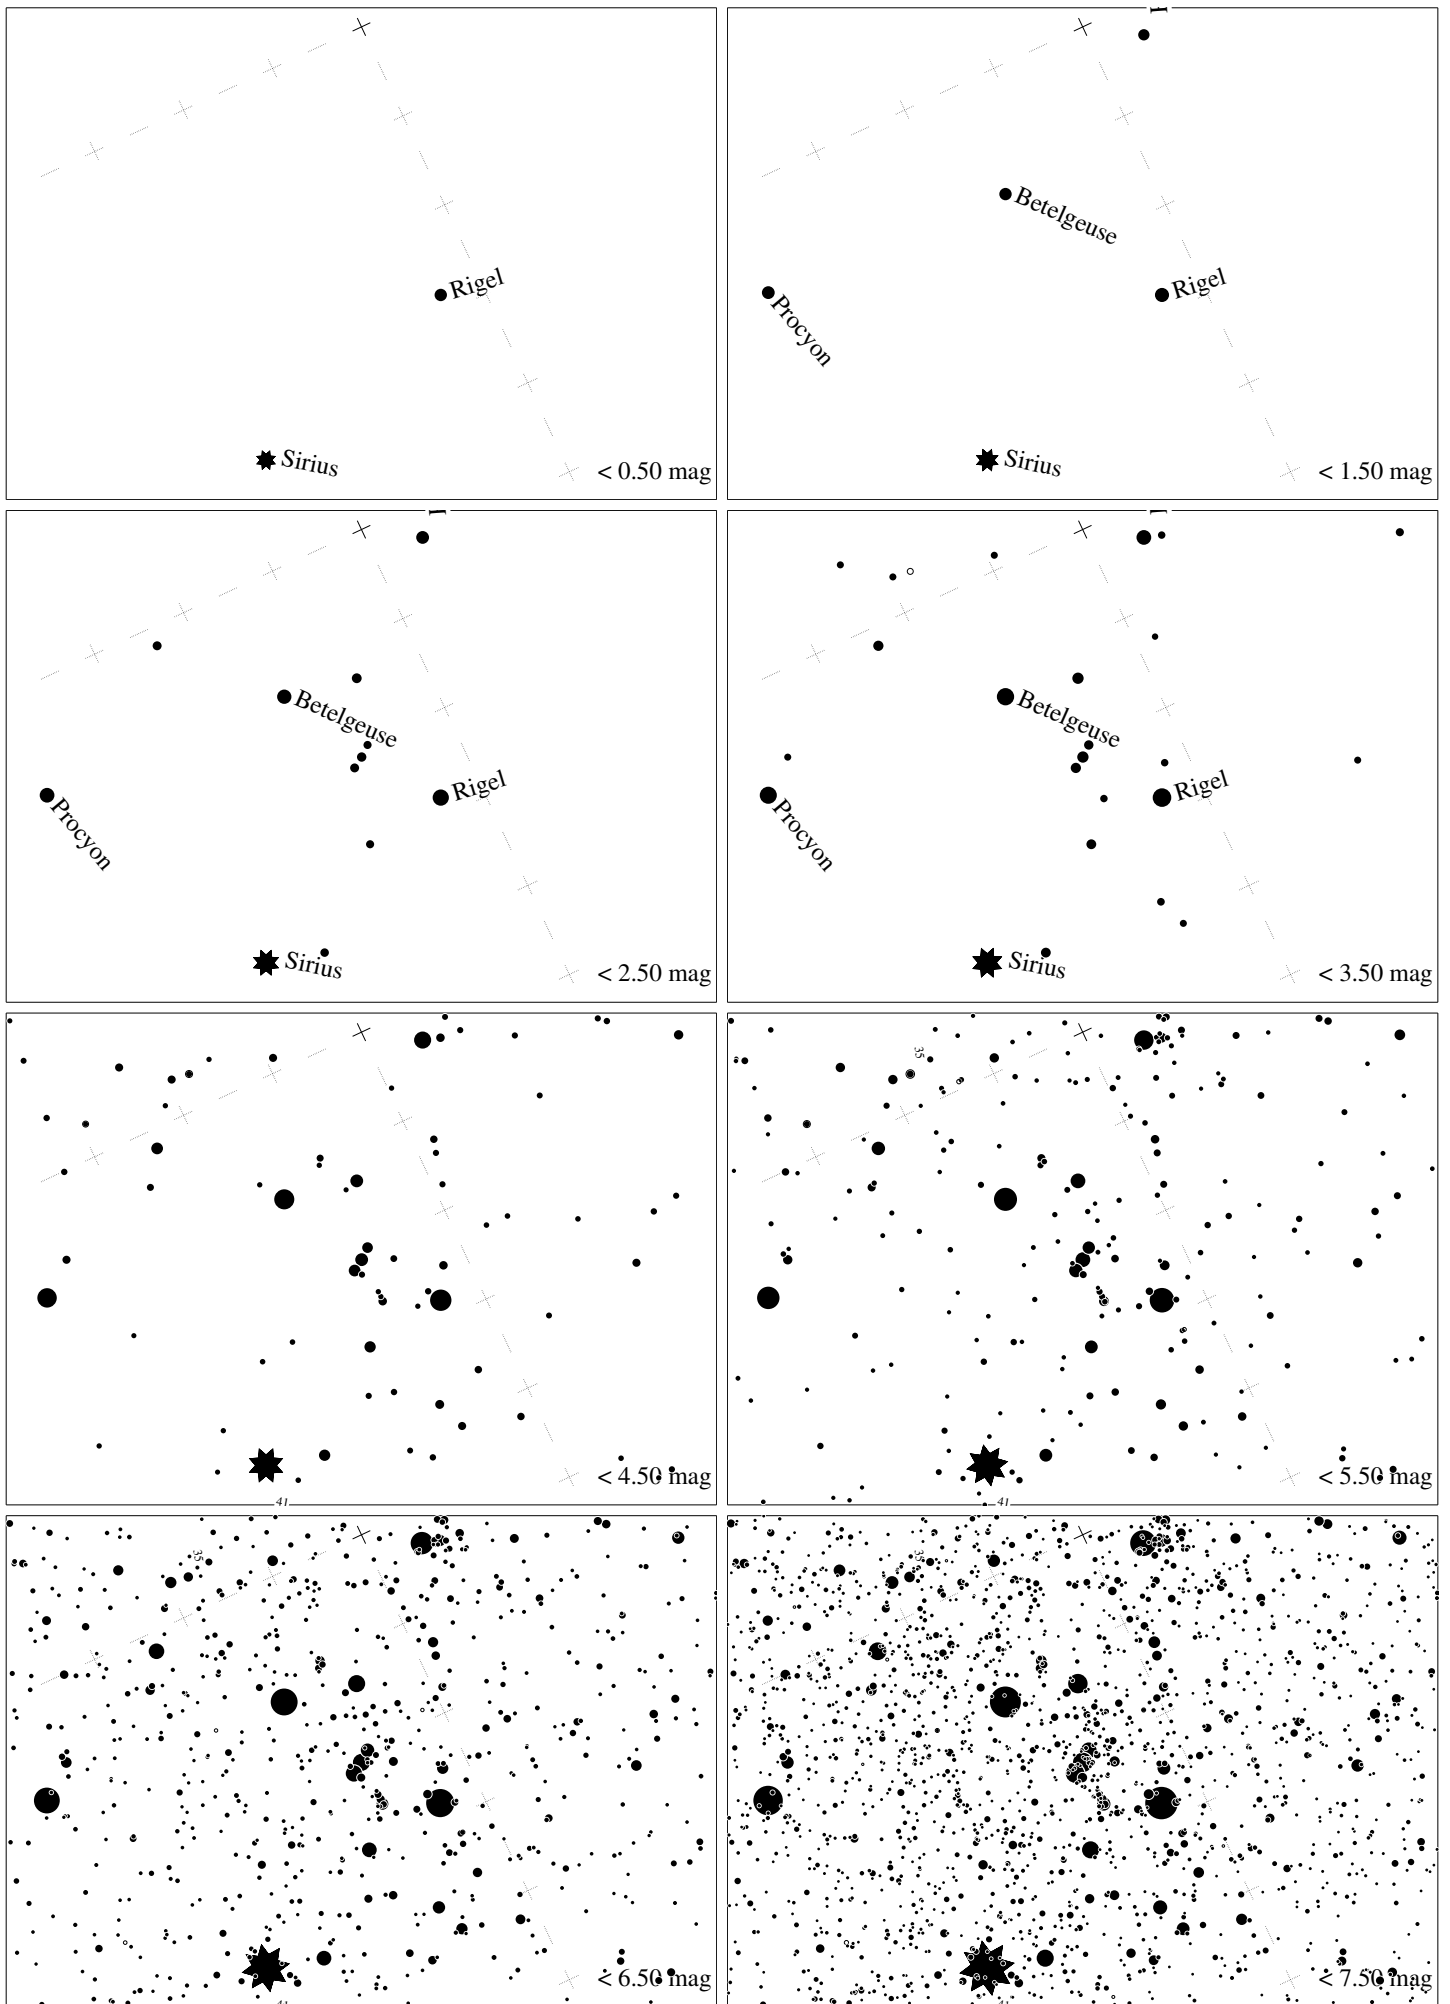 Rigel
Sirius
< 0.50 mag
Betelgeuse
Rigel
Procyon
Sirius
< 1.50 mag
Betelgeuse
Rigel
Procyon
Sirius
< 2.50 mag
Betelgeuse
Rigel
Procyon
Sirius
< 3.50 mag
< 4.50 mag
41
35
< 5.50 mag
41
35
< 6.50 mag
35
< 7.50 mag